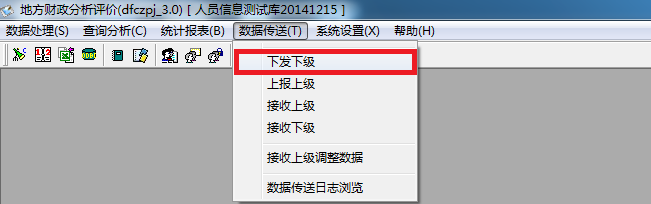 地方财政分析评价(dfczpj_3.0) [ 人员信息测试库20141215 ]
数据处理(S) 查询分析(C) 统计报表(B) 数据传送(T) 系统设置(X) 帮助(H)
下发下级
上报上级
接收上级
接收下级
接收上级调整数据
数据传送日志浏览